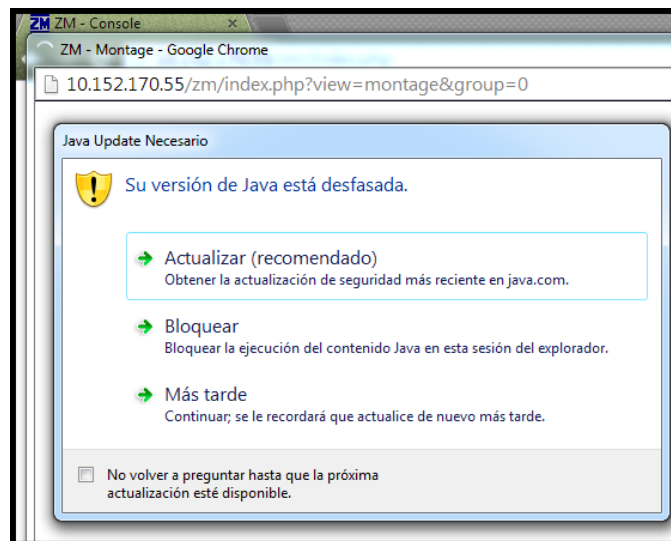 ZM ZM - Console ×
ZM - Montage - Google Chrome
10.152.170.55/zm/index.php?view=montage&group=0
Java Update Necesario
Su versión de Java está desfasada.
Actualizar (recomendado)
Obtener la actualización de seguridad más reciente en java.com.
Bloquear
Bloquear la ejecución del contenido Java en esta sesión del explorador.
Más tarde
Continuar; se le recordará que actualice de nuevo más tarde.
No volver a preguntar hasta que la próxima
actualización esté disponible.